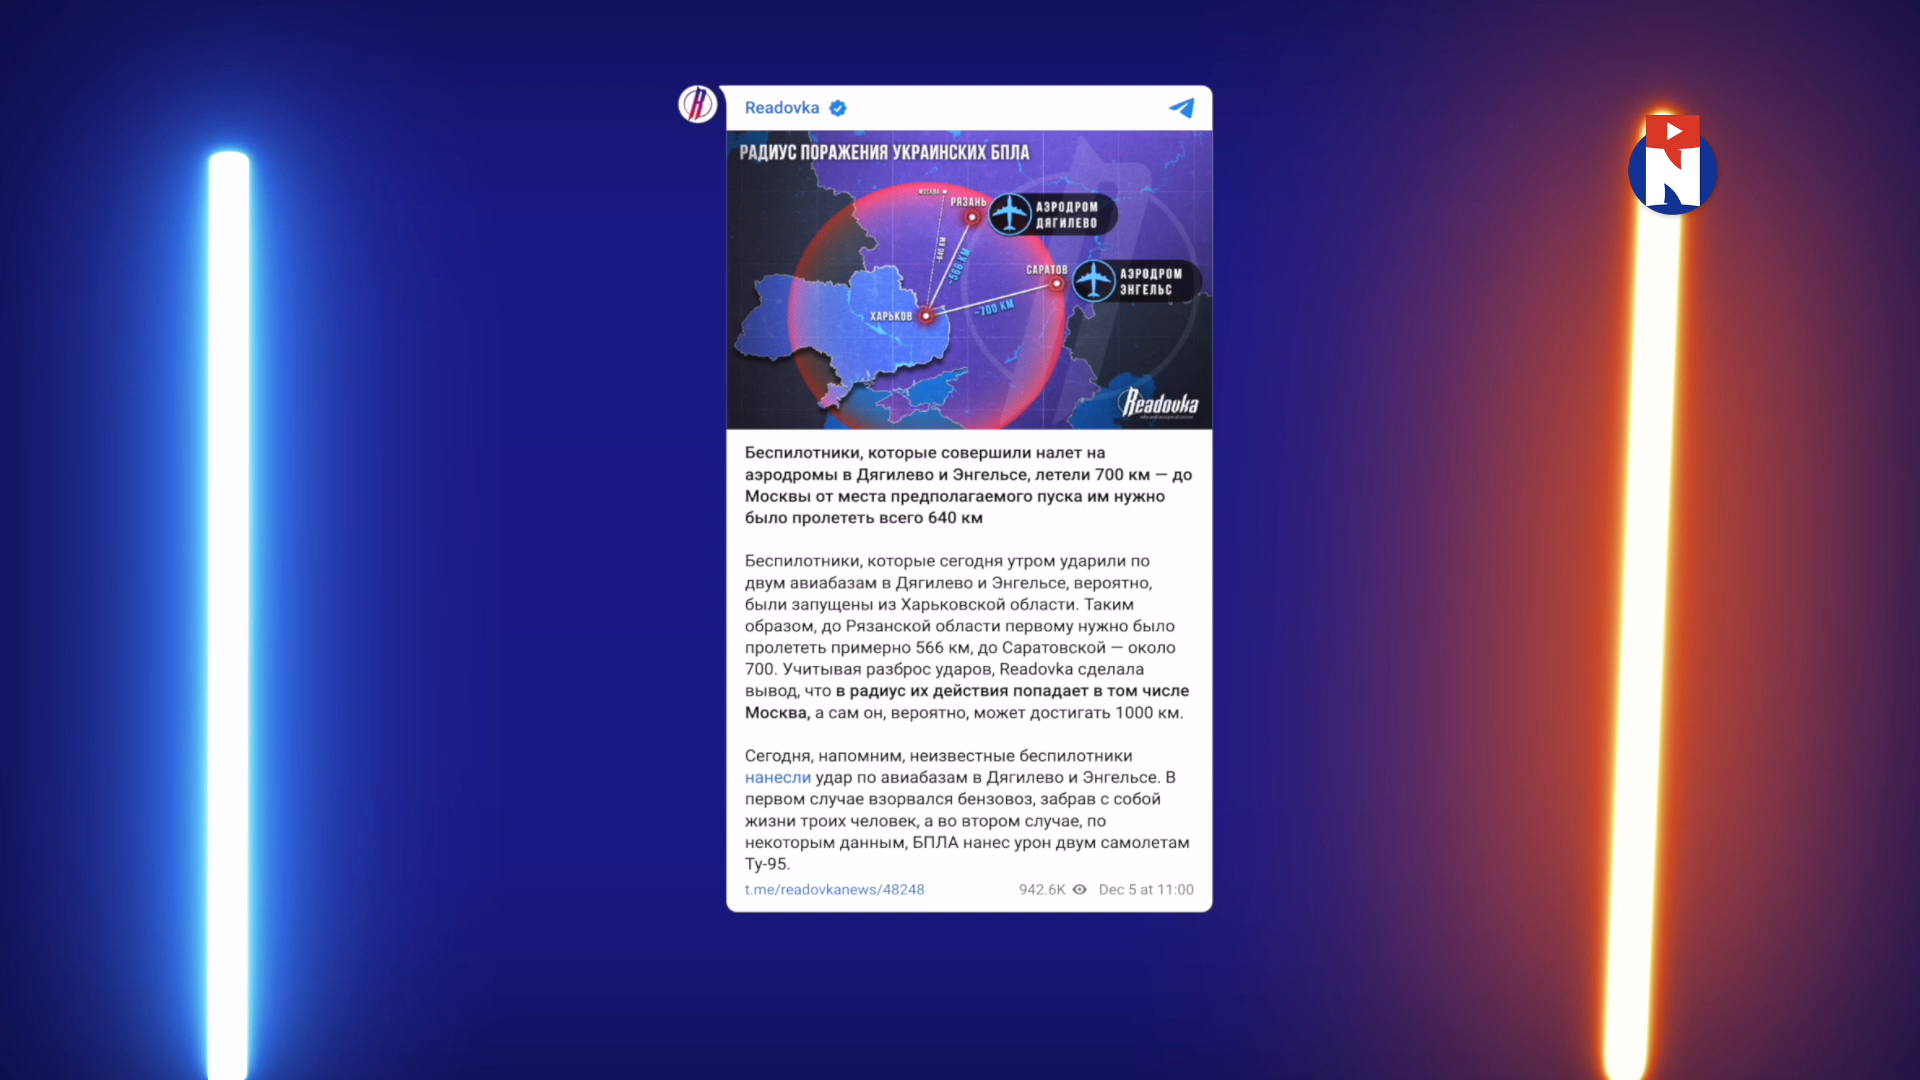 Readovka
РАДИУС ПОРАЖЕНИЯ УКРАИНСКИХ БПЛА
МОСКВА
РЯЗАНЬ
АЭРОДРОМ
ДЯГИЛЕВО
~640 КМ
~566 КМ
САРАТОВ
АЭРОДРОМ
ЭНГЕЛЬС
~700 КМ
ХАРЬКОВ
Readovka
Беспилотники, которые совершили налет на
аэродромы в Дягилево и Энгельсе, летели 700 км — до
Москвы от места предполагаемого пуска им нужно
было пролететь всего 640 км
Беспилотники, которые сегодня утром ударили по
двум авиабазам в Дягилево и Энгельсе, вероятно,
были запущены из Харьковской области. Таким
образом, до Рязанской области первому нужно было
пролететь примерно 566 км, до Саратовской — около
700. Учитывая разброс ударов, Readovka сделала
вывод, что в радиус их действия попадает в том числе
Москва, а сам он, вероятно, может достигать 1000 км.
Сегодня, напомним, неизвестные беспилотники
нанесли удар по авиабазам в Дягилево и Энгельсе. В
первом случае взорвался бензовоз, забрав с собой
жизни троих человек, а во втором случае, по
некоторым данным, БПЛА нанес урон двум самолетам
Ту-95.
t.me/readovkanews/48248 942.6K Dec 5 at 11:00